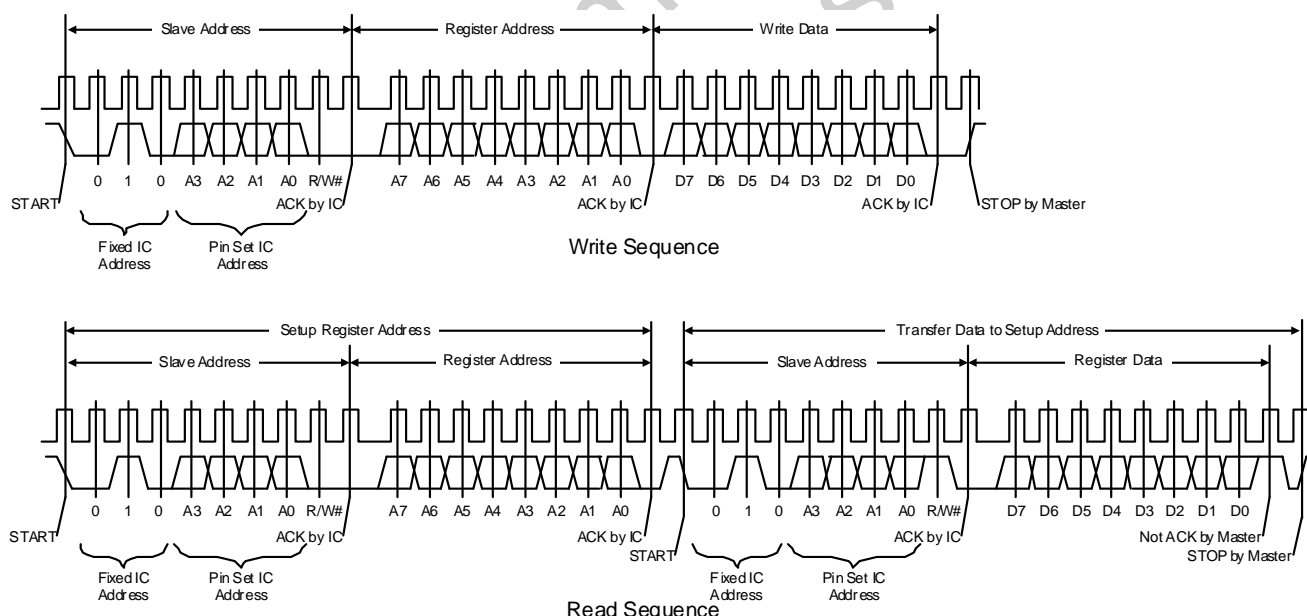 Slave Address Register Address Write Data
0 1 0 A3 A2 A1 A0 R/W# A7 A6 A5 A4 A3 A2 A1 A0 D7 D6 D5 D4 D3 D2 D1 D0
START ACK by IC ACK by IC ACK by IC STOP by Master
Fixed IC Address
Pin Set IC Address
Write Sequence
Setup Register Address Transfer Data to Setup Address
Slave Address Register Address Slave Address Register Data
0 1 0 A3 A2 A1 A0 R/W# A7 A6 A5 A4 A3 A2 A1 A0 0 1 0 A3 A2 A1 A0 R/W# D7 D6 D5 D4 D3 D2 D1 D0
START ACK by IC ACK by IC ACK by IC Not ACK by Master
START STOP by Master
Fixed IC Address
Pin Set IC Address
Fixed IC Address
Pin Set IC Address
Read Sequence